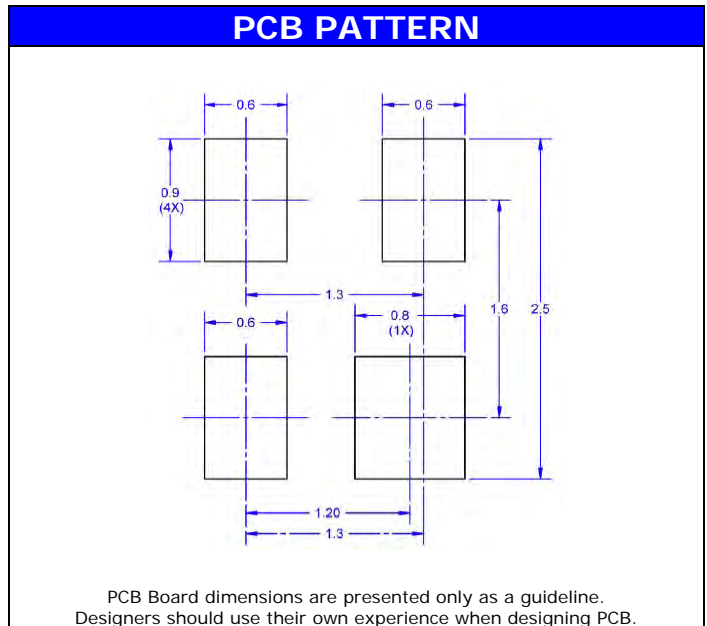 PCB PATTERN
0.6
0.6
0.9
(4X)
1.3
1.6
2.5
0.6
0.8
(1X)
1.20
1.3
PCB Board dimensions are presented only as a guideline.
Designers should use their own experience when designing PCB.